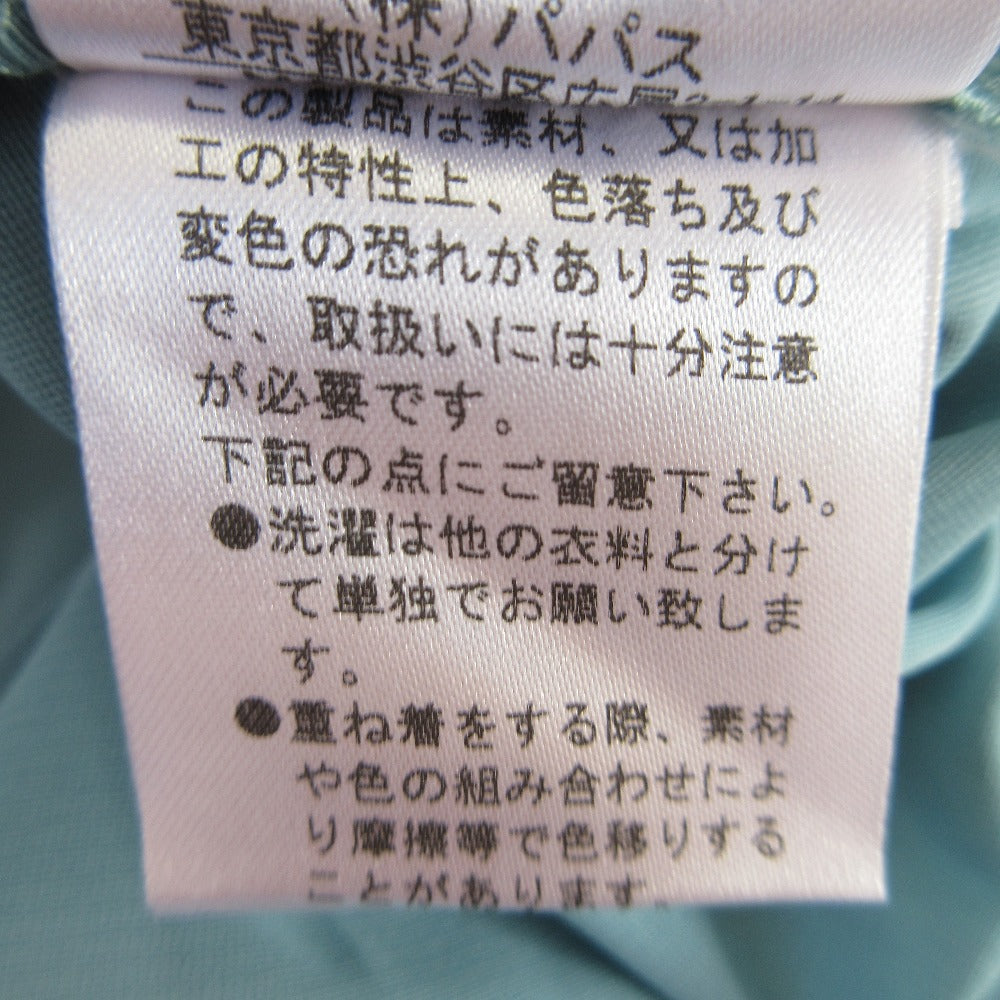 (株)パパス
東京都渋谷区広尾
この製品は素材、又は加
工の特性上、色落ち及び
変色の恐れがありますの
で、取扱いには十分注意
が必要です。
下記の点にご留意下さい。
●洗濯は他の衣料と分け
て単独でお願い致しま
す。
●重ね着をする際、素材
や色の組み合わせによ
り摩擦等で色移りする
ことがあります。